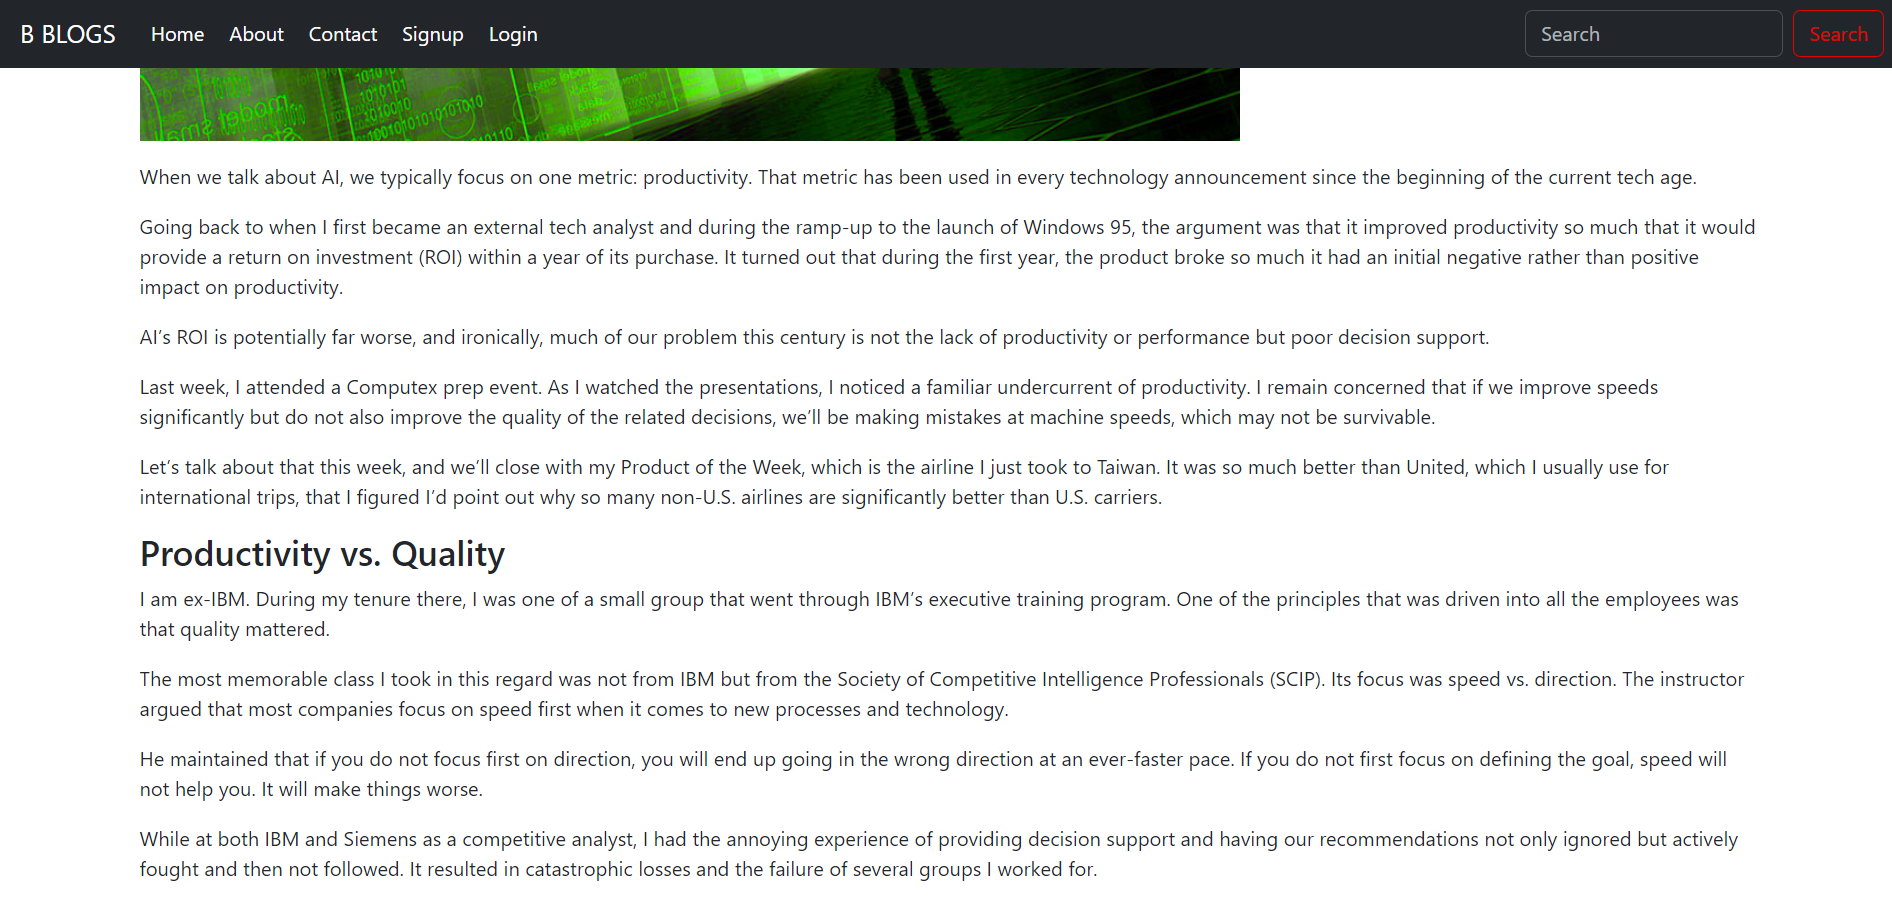 B BLOGS Home About Contact Signup Login Search Search
101010
1010101
1010010
10010101010101010
model
data
When we talk about AI, we typically focus on one metric: productivity. That metric has been used in every technology announcement since the beginning of the current tech age.
Going back to when I first became an external tech analyst and during the ramp-up to the launch of Windows 95, the argument was that it improved productivity so much that it would
provide a return on investment (ROI) within a year of its purchase. It turned out that during the first year, the product broke so much it had an initial negative rather than positive
impact on productivity.
AI’s ROI is potentially far worse, and ironically, much of our problem this century is not the lack of productivity or performance but poor decision support.
Last week, I attended a Computex prep event. As I watched the presentations, I noticed a familiar undercurrent of productivity. I remain concerned that if we improve speeds
significantly but do not also improve the quality of the related decisions, we’ll be making mistakes at machine speeds, which may not be survivable.
Let’s talk about that this week, and we’ll close with my Product of the Week, which is the airline I just took to Taiwan. It was so much better than United, which I usually use for
international trips, that I figured I’d point out why so many non-U.S. airlines are significantly better than U.S. carriers.
Productivity vs. Quality
I am ex-IBM. During my tenure there, I was one of a small group that went through IBM’s executive training program. One of the principles that was driven into all the employees was
that quality mattered.
The most memorable class I took in this regard was not from IBM but from the Society of Competitive Intelligence Professionals (SCIP). Its focus was speed vs. direction. The instructor
argued that most companies focus on speed first when it comes to new processes and technology.
He maintained that if you do not focus first on direction, you will end up going in the wrong direction at an ever-faster pace. If you do not first focus on defining the goal, speed will
not help you. It will make things worse.
While at both IBM and Siemens as a competitive analyst, I had the annoying experience of providing decision support and having our recommendations not only ignored but actively
fought and then not followed. It resulted in catastrophic losses and the failure of several groups I worked for.